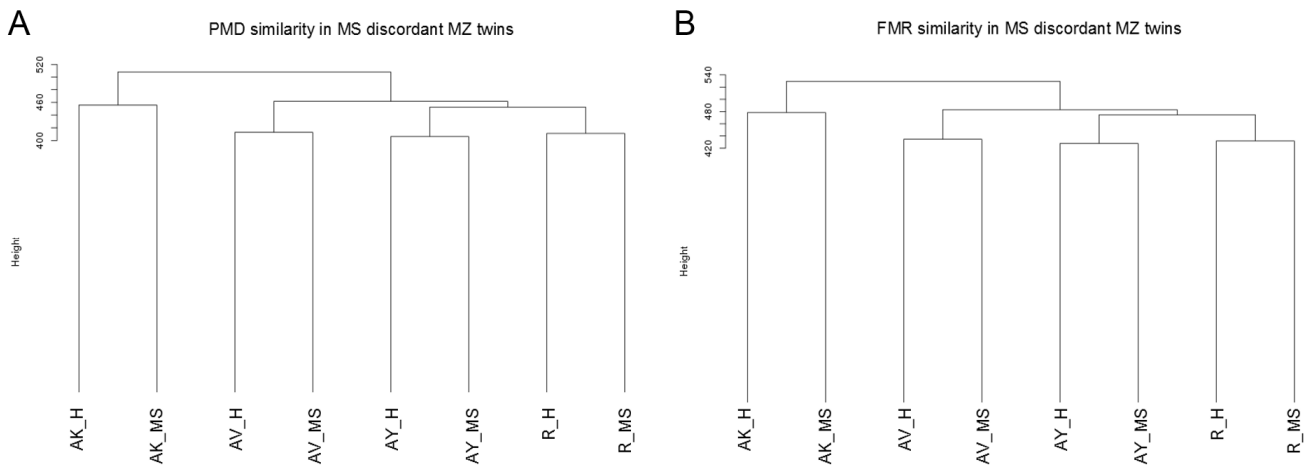 A
PMD similarity in MS discordant MZ twins
520
460
400
Height
AK_H
AK_MS
AV_H
AV_MS
AY_H
AY_MS
R_H
R_MS
B
FMR similarity in MS discordant MZ twins
540
480
420
Height
AK_H
AK_MS
AV_H
AV_MS
AY_H
AY_MS
R_H
R_MS